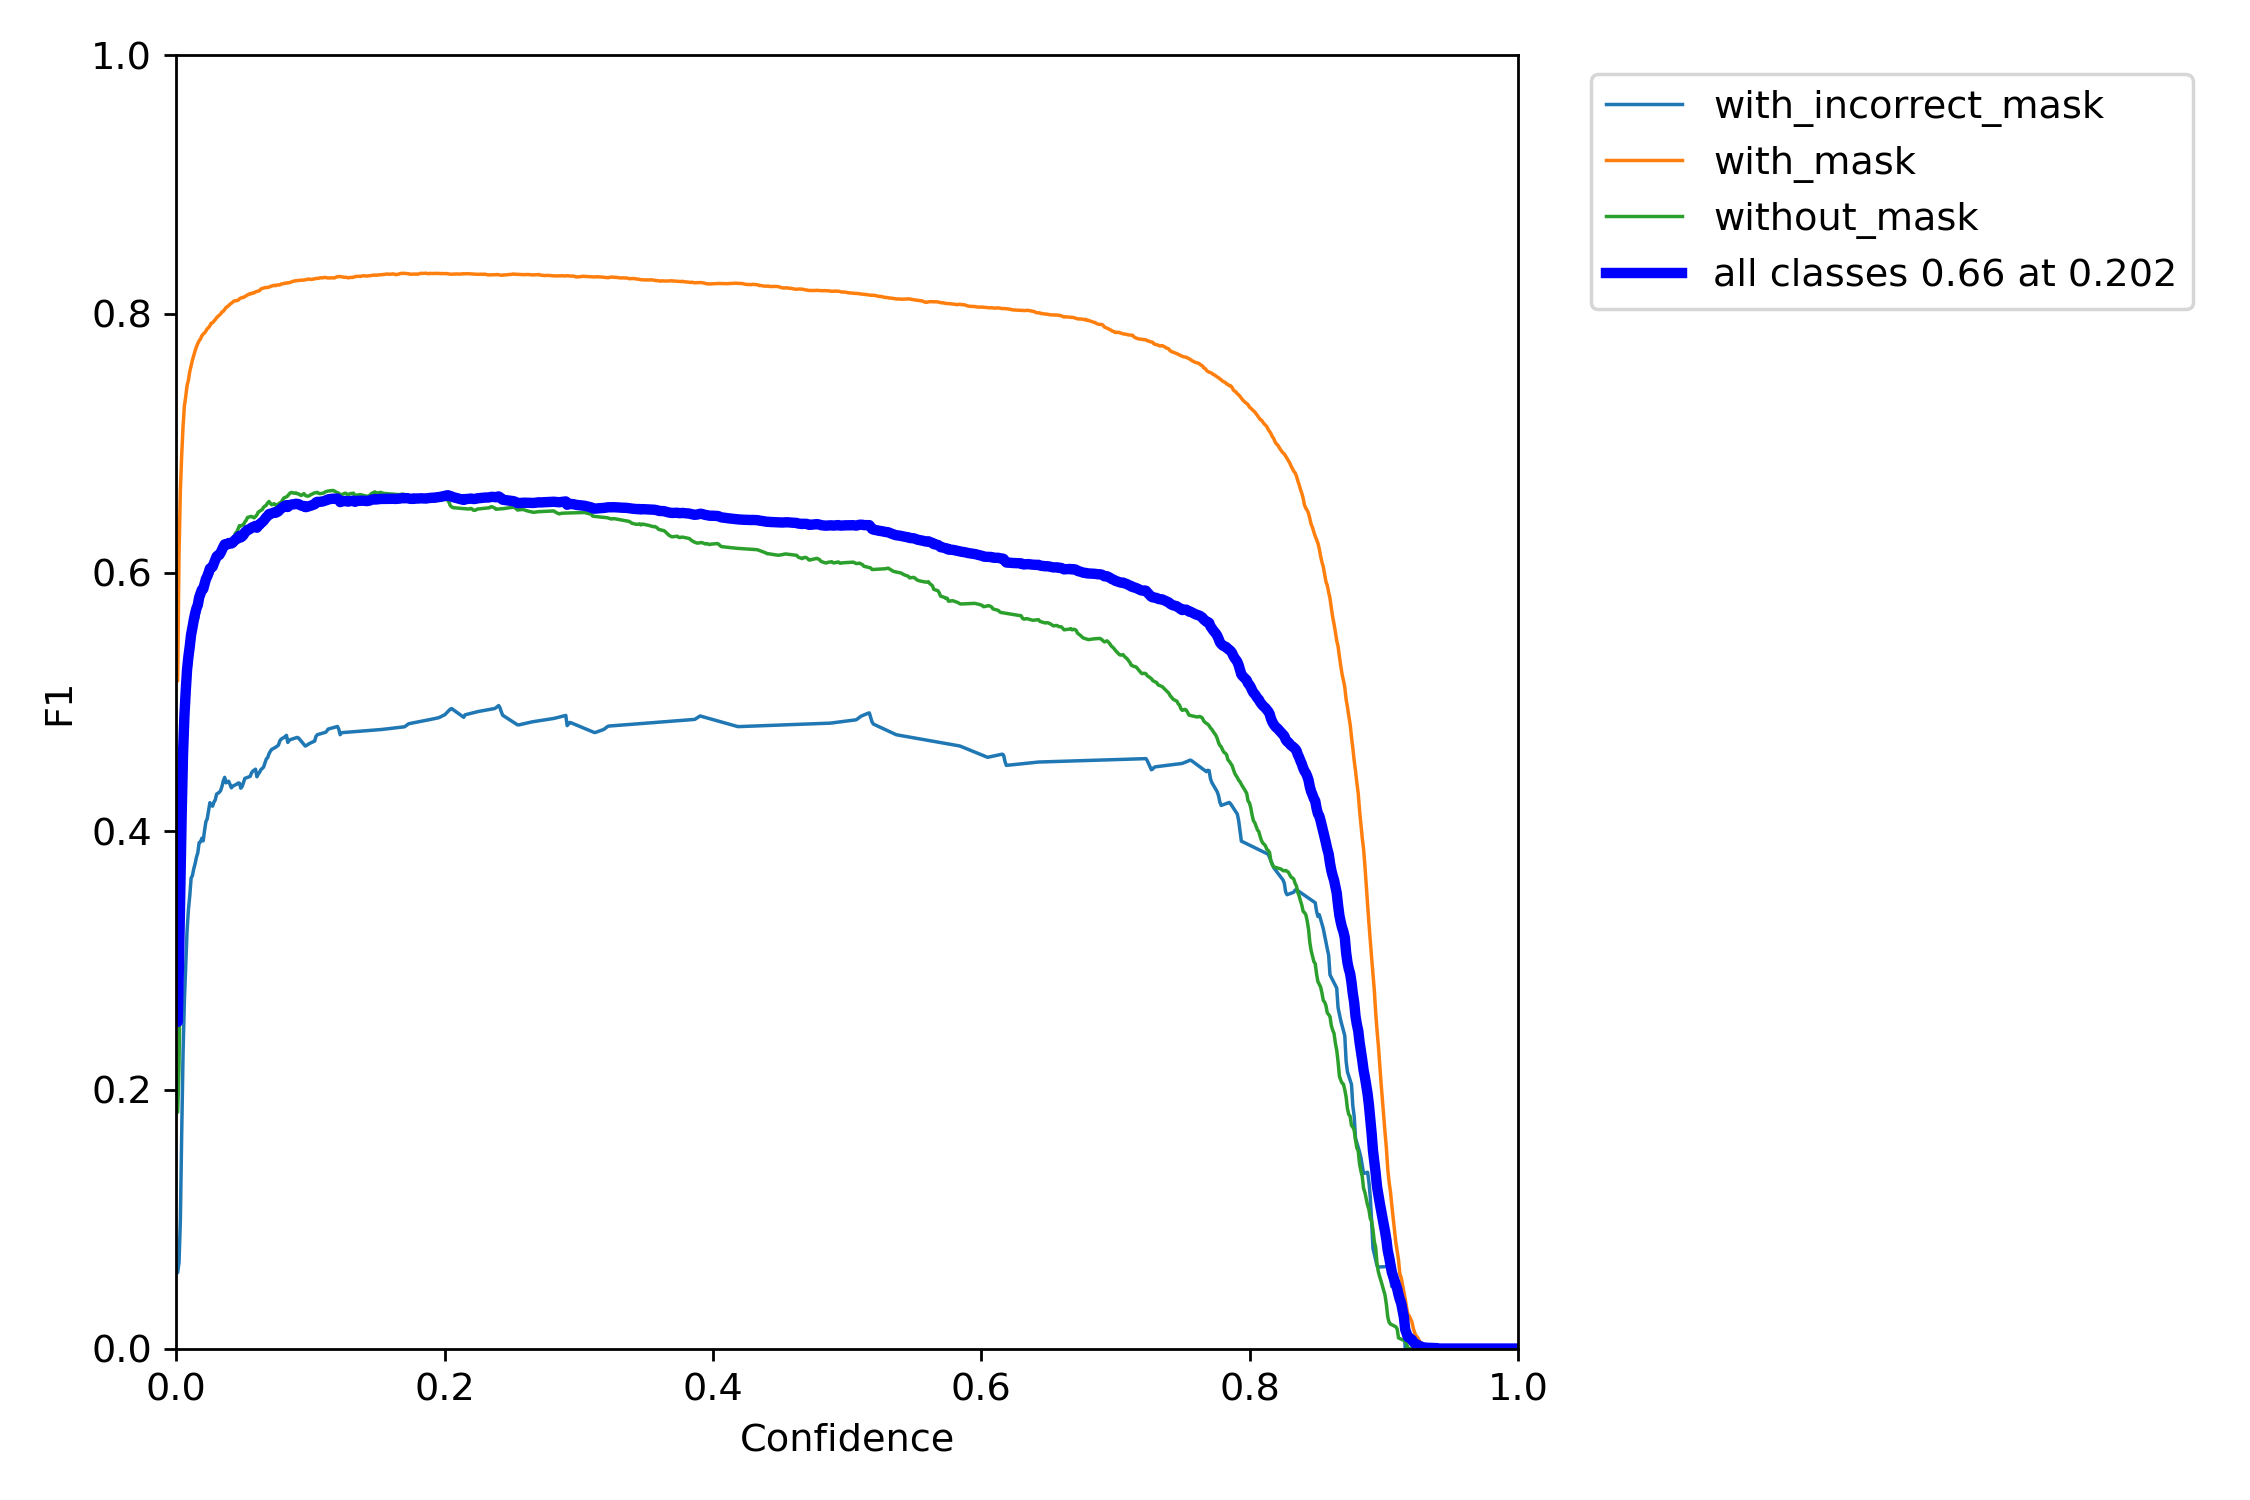 1.0
0.8
0.6
0.4
0.2
0.0
F1
0.0 0.2 0.4 0.6 0.8 1.0
Confidence
with_incorrect_mask
with_mask
without_mask
all classes 0.66 at 0.202